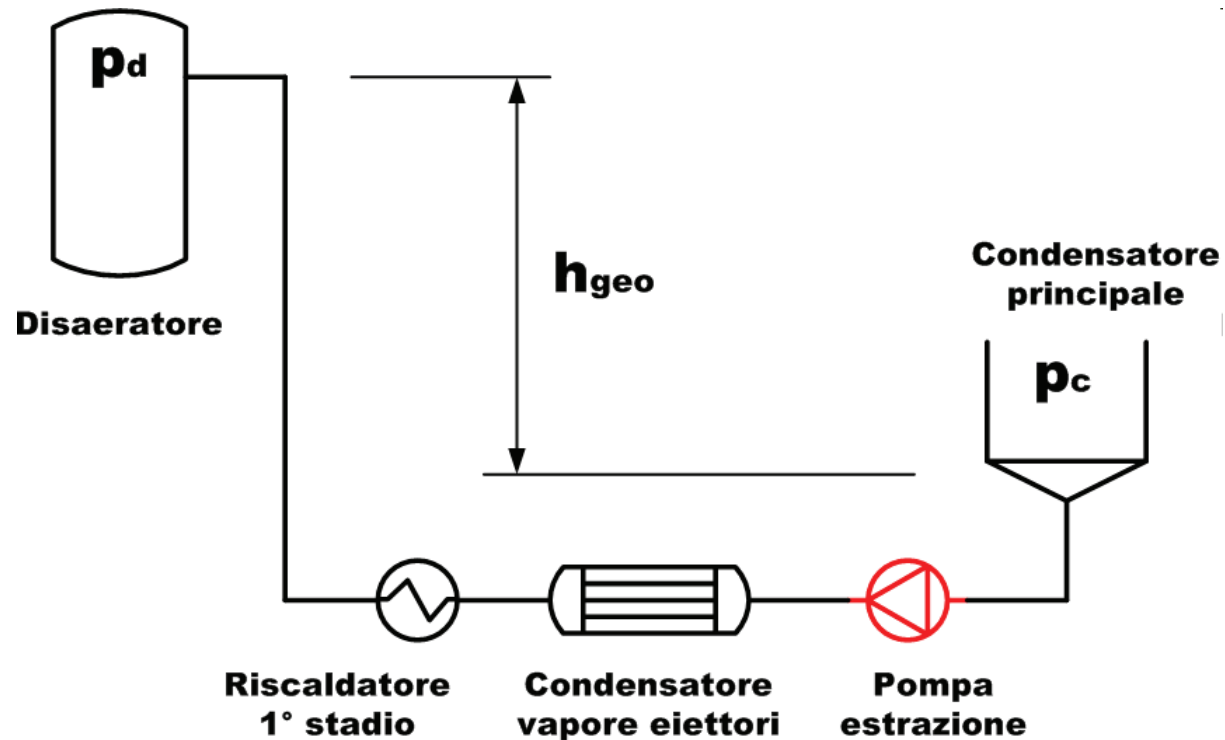 pd
Disaeratore
hgeo
Condensatore
principale
pc
Riscaldatore
1° stadio
Condensatore
vapore eiettori
Pompa
estrazione